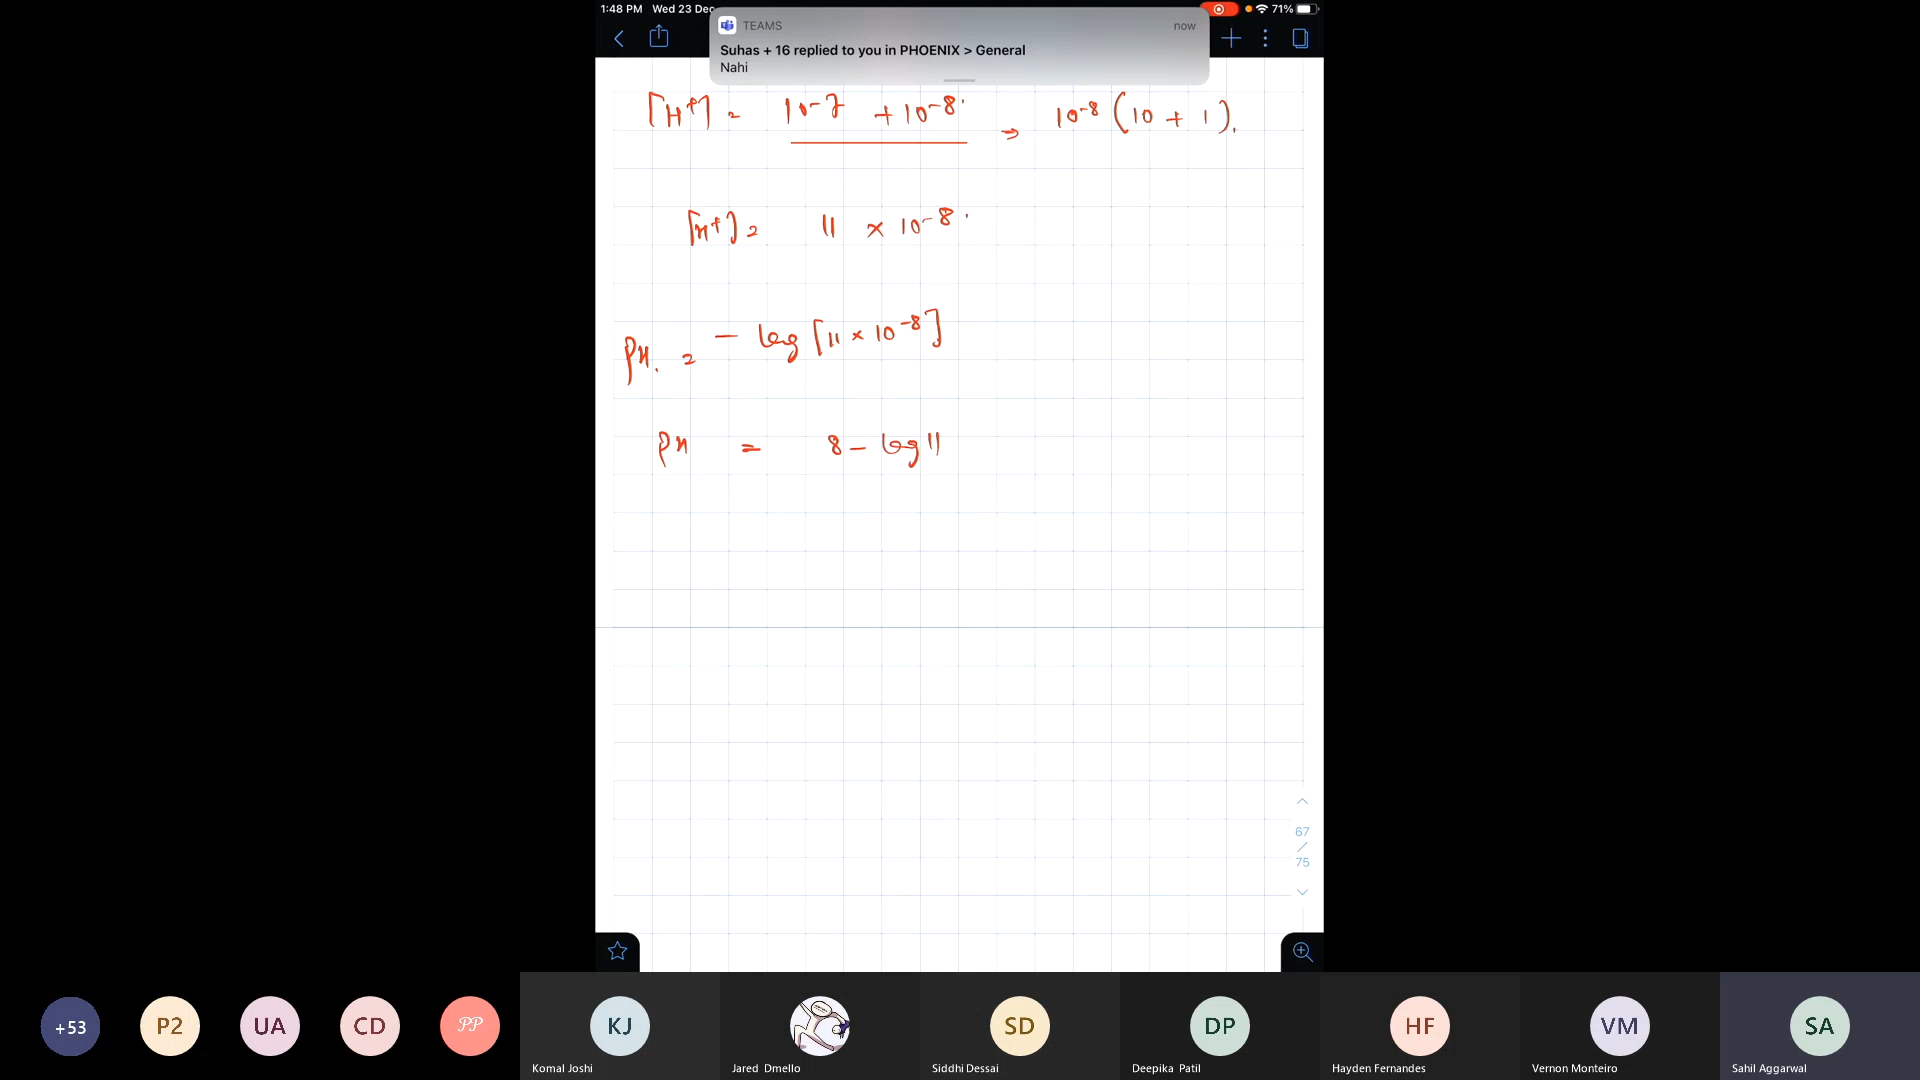 1:48 PM Wed 23 Dec
71%
TEAMS
now
Suhas + 16 replied to you in PHOENIX > General
Nahi
[H+] = 10-7 + 10-8 ⇒ 10-8 (10 + 1).
[H+] = 11 × 10-8
pH = - log [11 × 10-8]
pH = 8 - log 11
67
/
75
+53
P2
UA
CD
PP
KJ
SD
DP
HF
VM
SA
Komal Joshi
Jared Dmello
Siddhi Dessai
Deepika Patil
Hayden Fernandes
Vernon Monteiro
Sahil Aggarwal